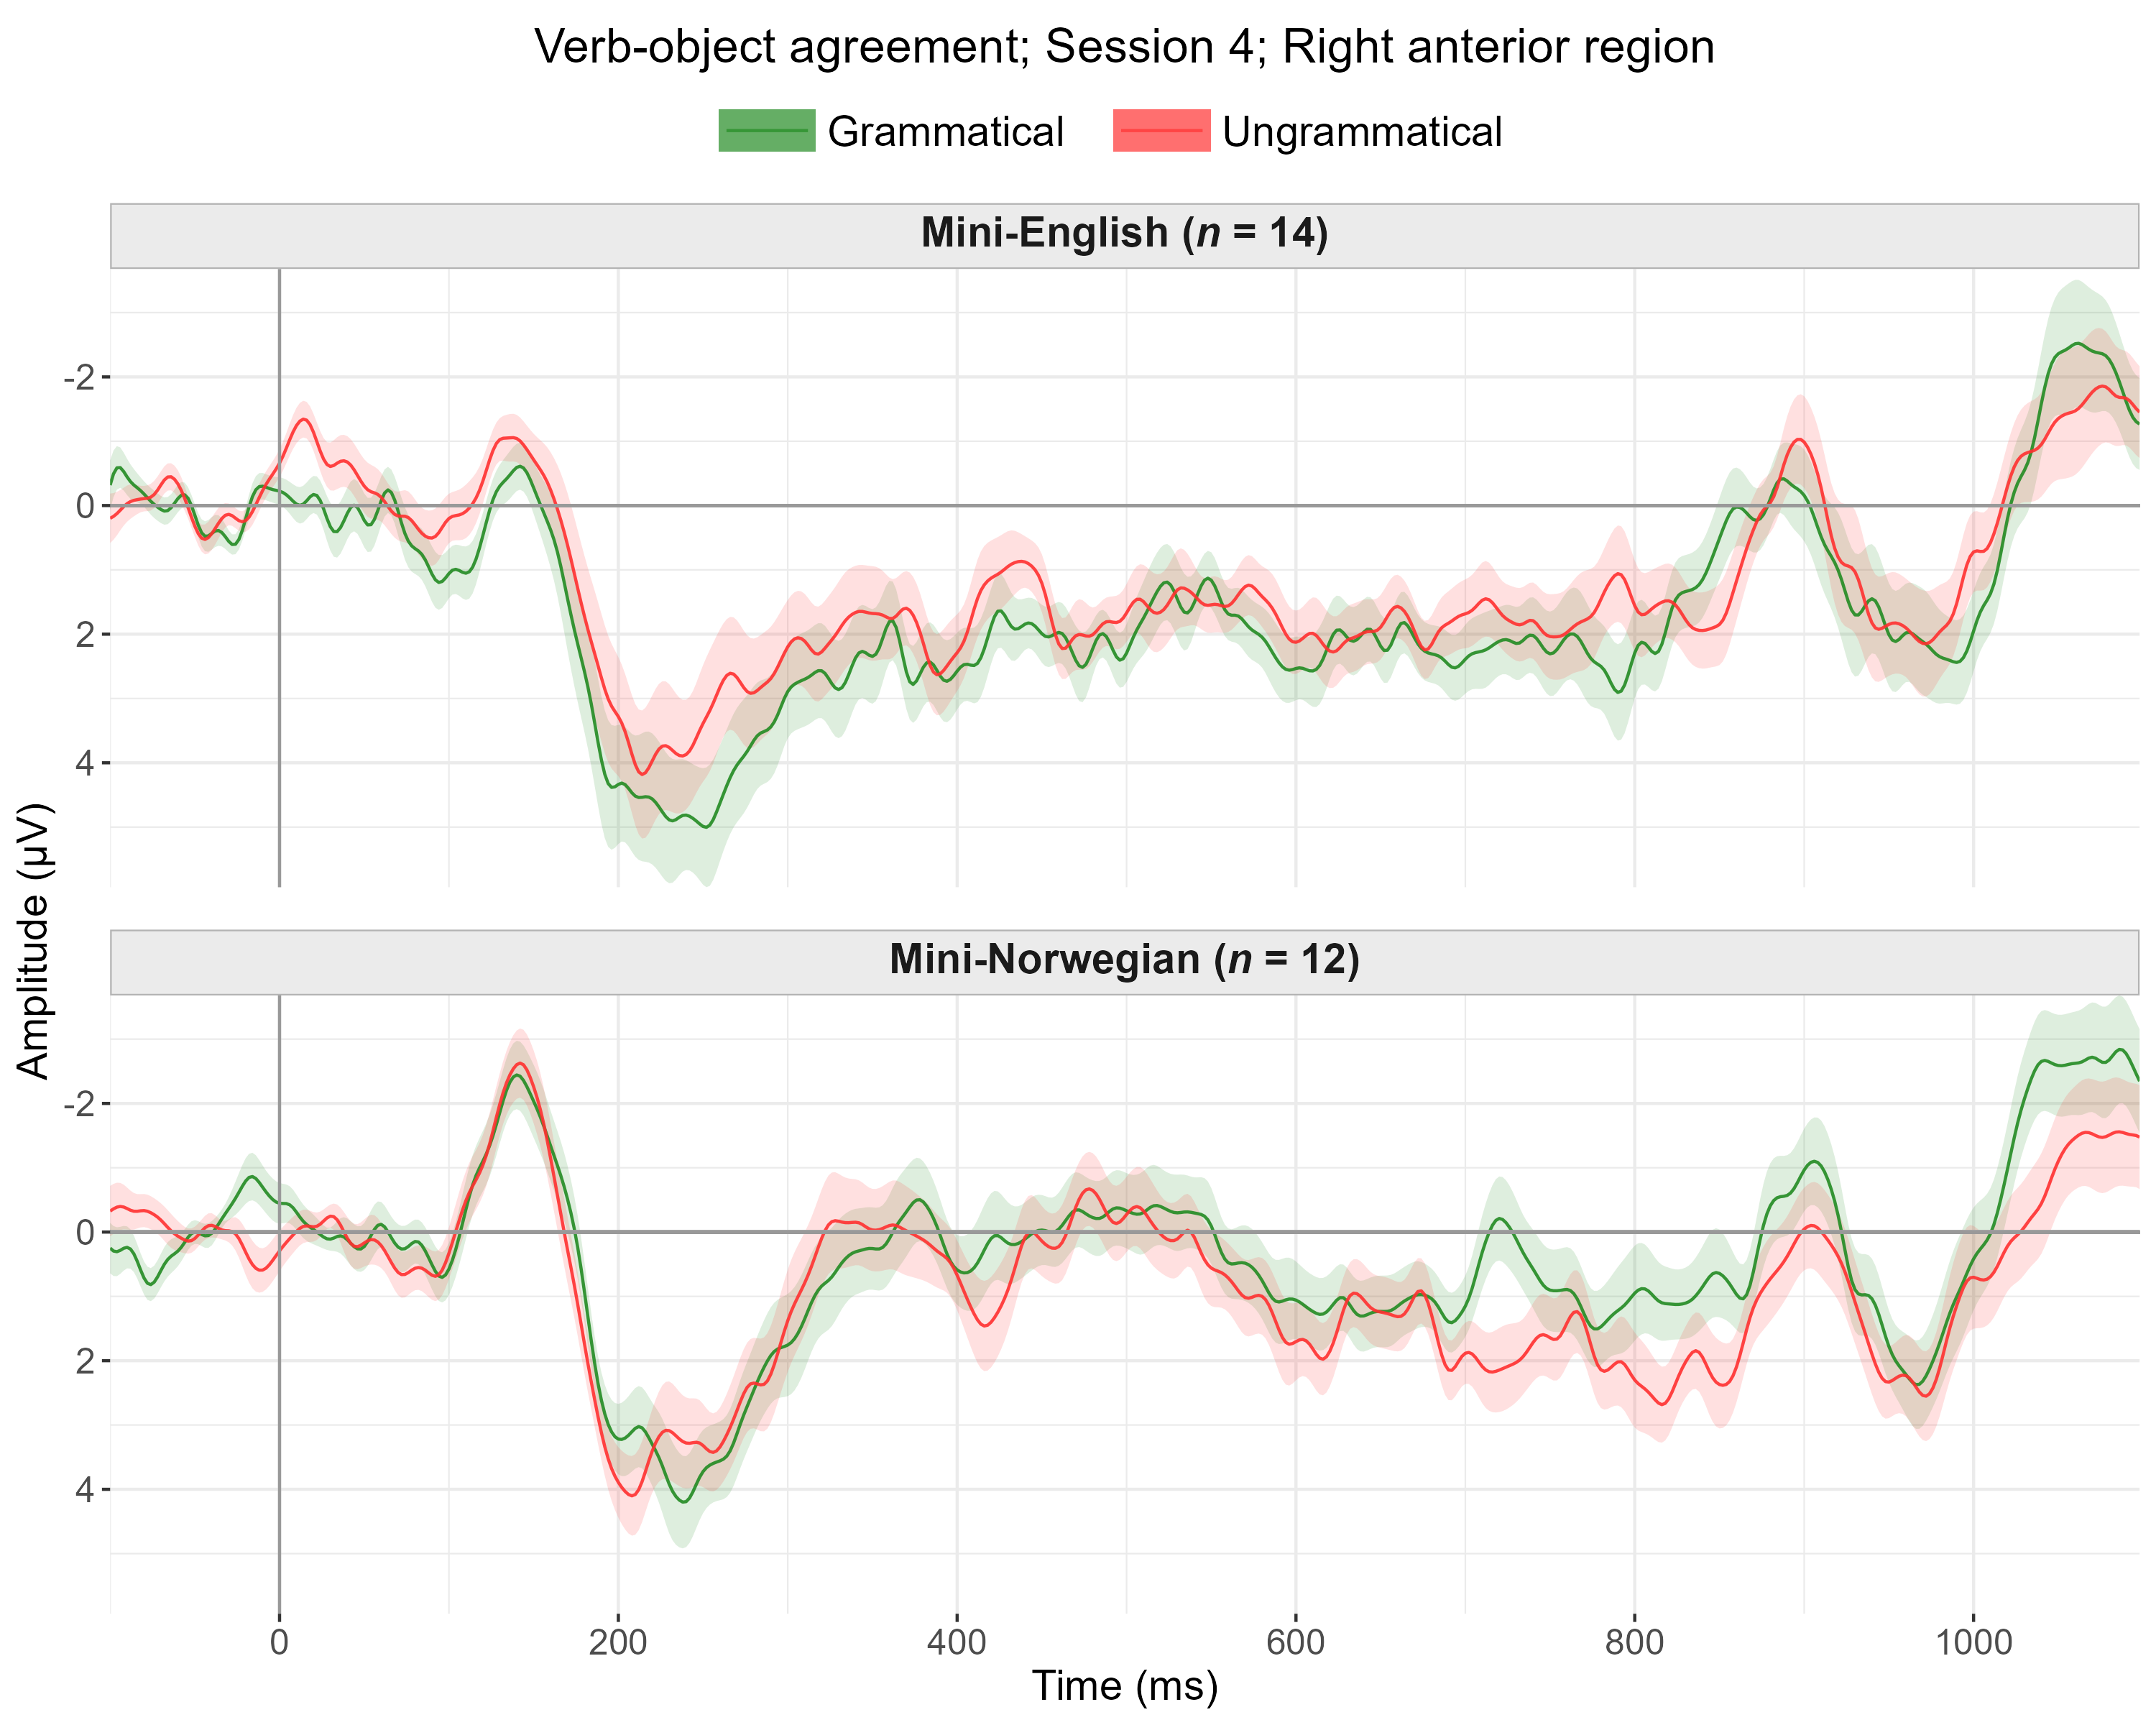 Verb-object agreement; Session 4; Right anterior region
Grammatical
Ungrammatical
Mini-English (n = 14)
-2
0
2
4
Mini-Norwegian (n = 12)
-2
0
2
4
Amplitude (µV)
0 200 400 600 800 1000
Time (ms)